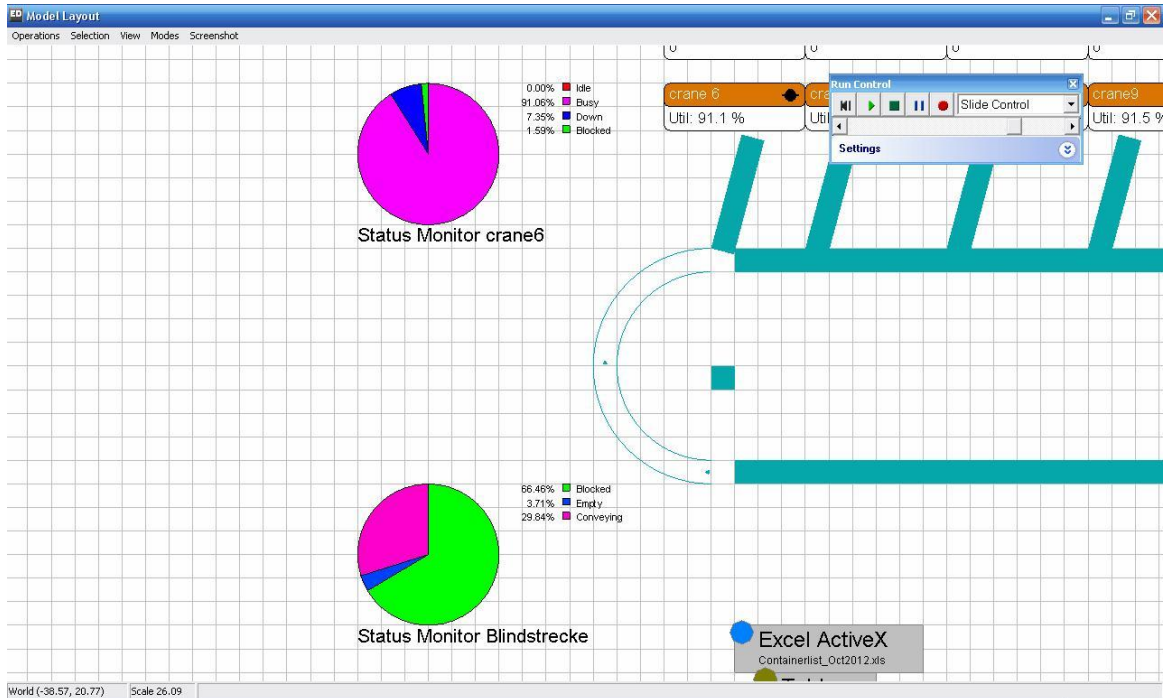 ED Model Layout
Operations Selection View Modes Screenshot
0 0 0
0.00% Idle
91.06% Busy
7.35% Down
1.59% Blocked
Status Monitor crane6
crane 6
Util: 91.1 %
crane9
Util: 91.5 %
Run Control
Slide Control
Settings
66.46% Blocked
3.71% Empty
29.84% Conveying
Status Monitor Blindstrecke
Excel ActiveX
Containerlist_Oct2012.xls
World (-38.57, 20.77) Scale 26.09